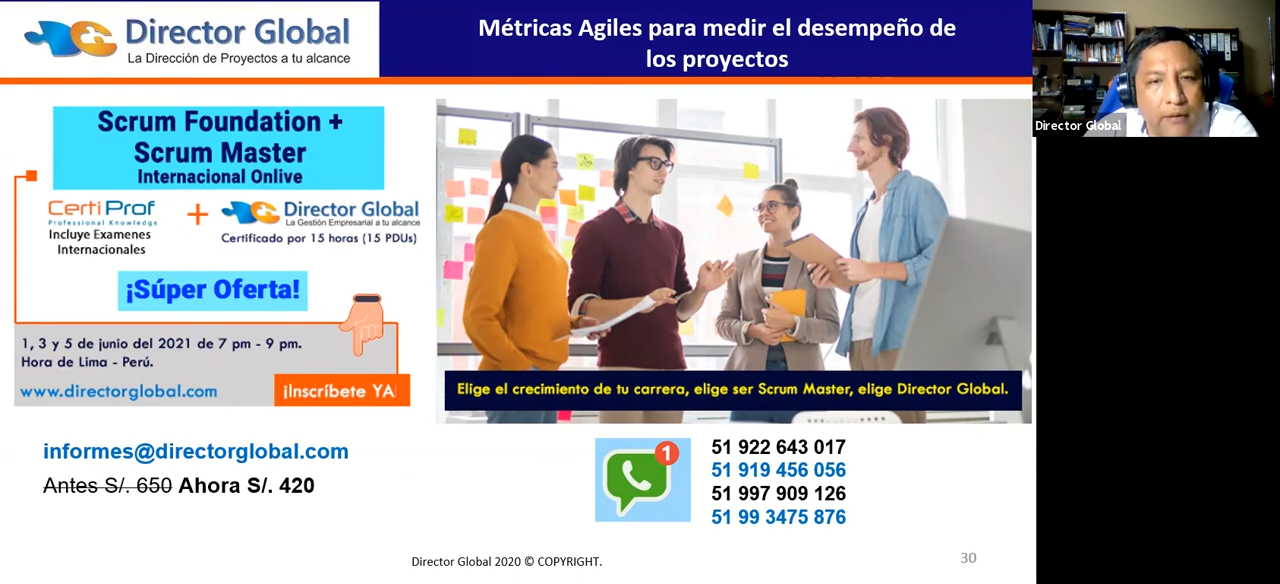 Director Global
La Dirección de Proyectos a tu alcance
Métricas Agiles para medir el desempeño de
los proyectos
Director Global
Scrum Foundation +
Scrum Master
Internacional Onlive
CertiProf
Professional Knowledge
Incluye Examenes
Internacionales
+
Director Global
La Gestión Empresarial a tu alcance
Certificado por 15 horas (15 PDUs)
¡Súper Oferta!
1, 3 y 5 de junio del 2021 de 7 pm - 9 pm.
Hora de Lima - Perú.
www.directorglobal.com
¡Inscríbete YA
Elige el crecimiento de tu carrera, elige ser Scrum Master, elige Director Global.
informes@directorglobal.com
Antes S/. 650 Ahora S/. 420
1
51 922 643 017
51 919 456 056
51 997 909 126
51 99 3475 876
Director Global 2020 © COPYRIGHT.
30